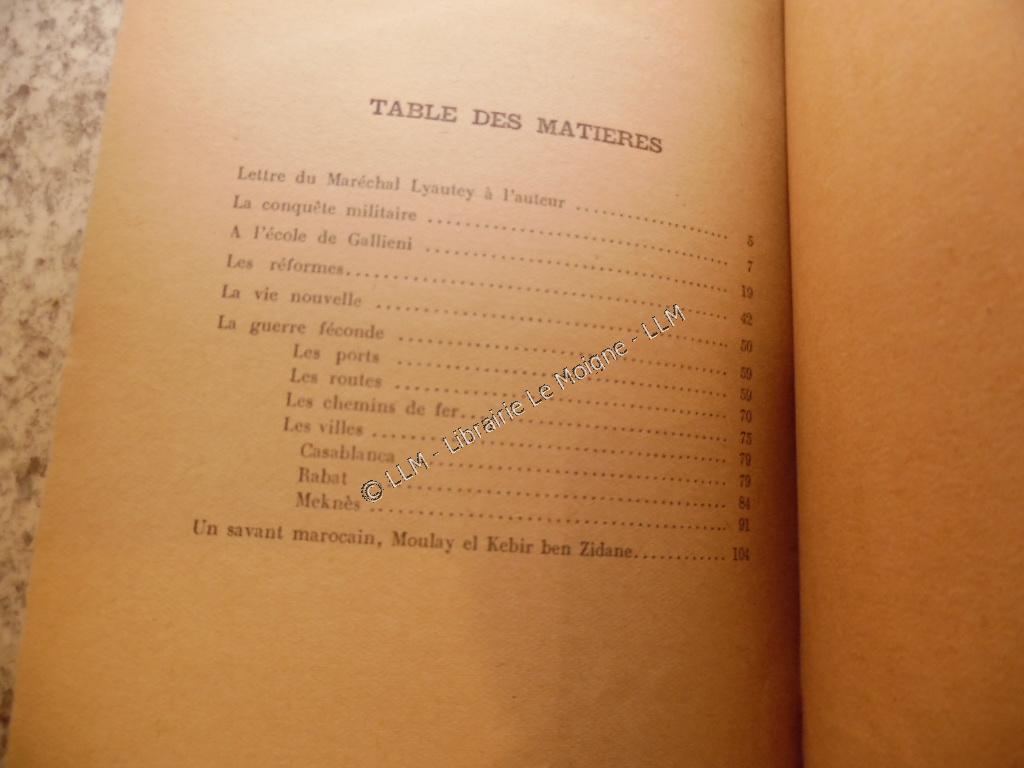 TABLE DES MATIERES
Lettre du Maréchal Lyautey à l'auteur .................... 5
La conquête militaire .................... 7
A l'école de Gallieni .................... 19
Les réformes.................... 42
La vie nouvelle .................... 50
La guerre féconde .................... 59
Les ports .................... 59
Les routes .................... 70
Les chemins de fer.................... 75
Les villes .................... 79
Casablanca .................... 79
Rabat .................... 84
Meknès .................... 91
Un savant marocain, Moulay el Kebir ben Zidane............ 104
© LLM - Librairie Le Moigne - LLM